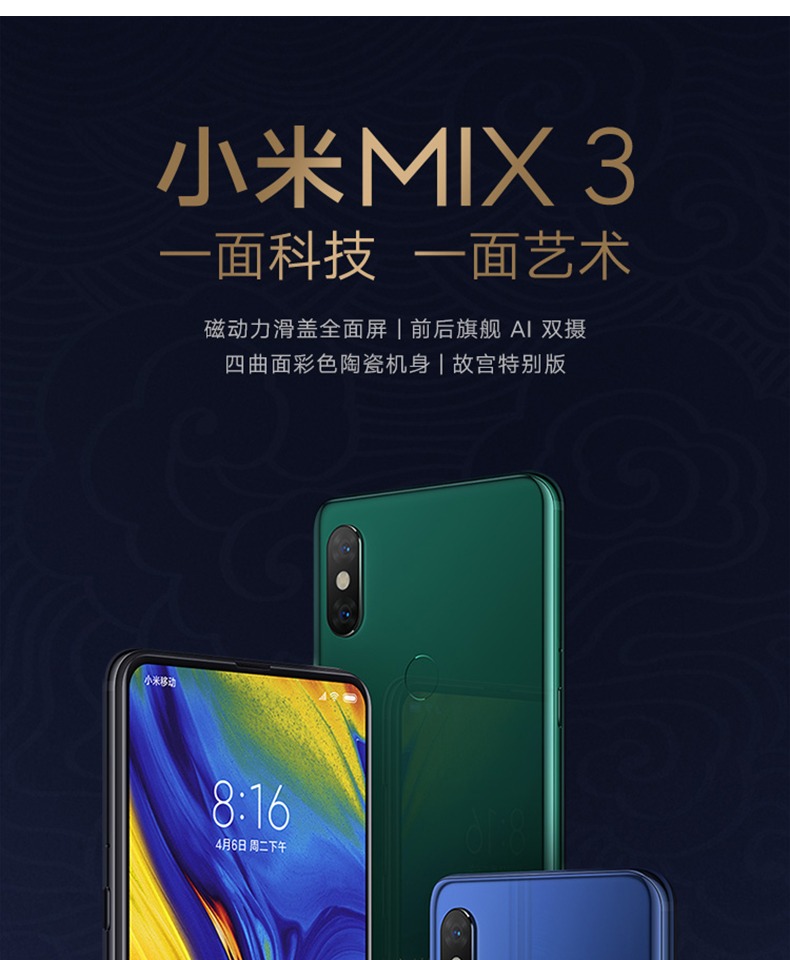 小米MIX 3
一面科技 一面艺术
磁动力滑盖全面屏 | 前后旗舰 AI 双摄
四曲面彩色陶瓷机身 | 故宫特别版
小米移动
8:16
4月6日 周二下午